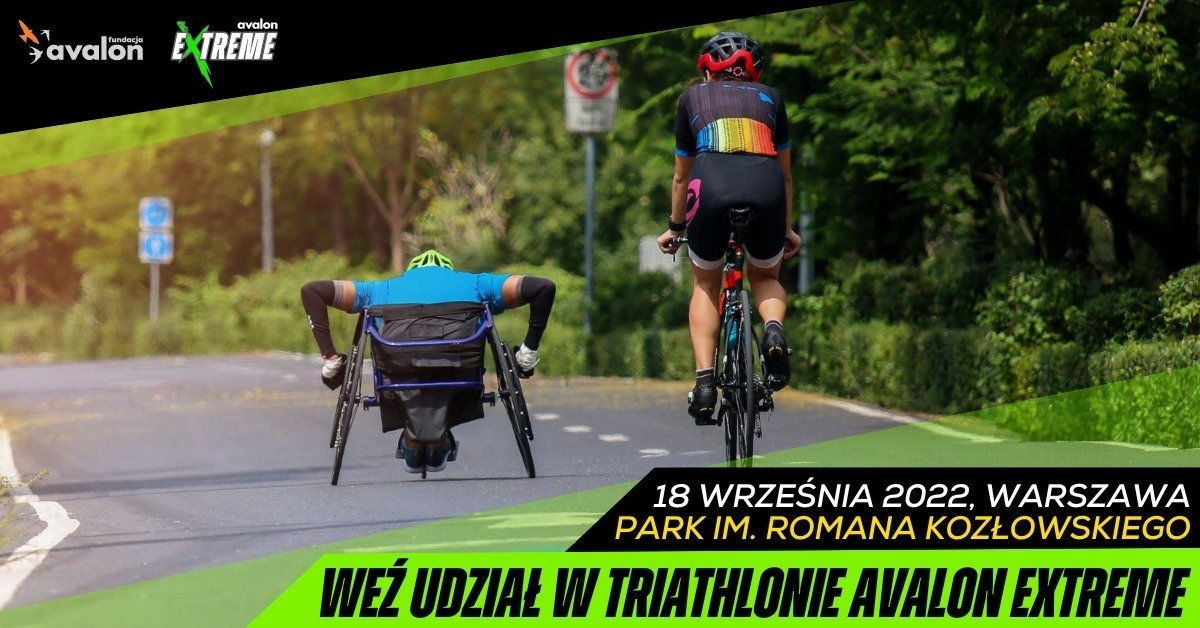 fundacja
avalon
avalon
EXTREME
18 WRZEŚNIA 2022, WARSZAWA
PARK IM. ROMANA KOZŁOWSKIEGO
WEŹ UDZIAŁ W TRIATHLONIE AVALON EXTREME